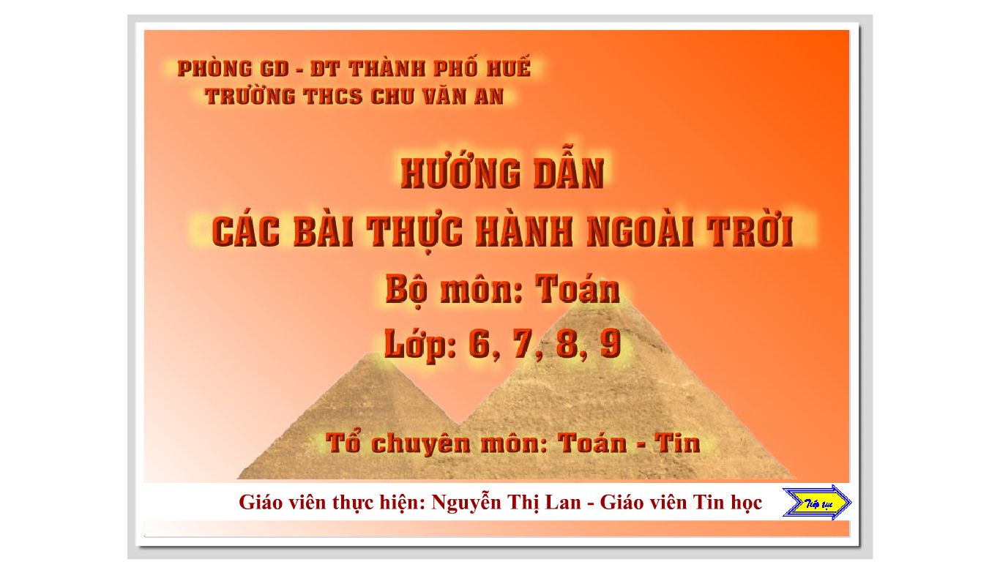 PHÒNG GD - ĐT THÀNH PHỐ HUẾ
TRƯỜNG THCS CHU VĂN AN
HƯỚNG DẪN
CÁC BÀI THỰC HÀNH NGOÀI TRỜI
Bộ môn: Toán
Lớp: 6, 7, 8, 9
Tổ chuyên môn: Toán - Tin
Giáo viên thực hiện: Nguyễn Thị Lan - Giáo viên Tin học
Tiếp tục